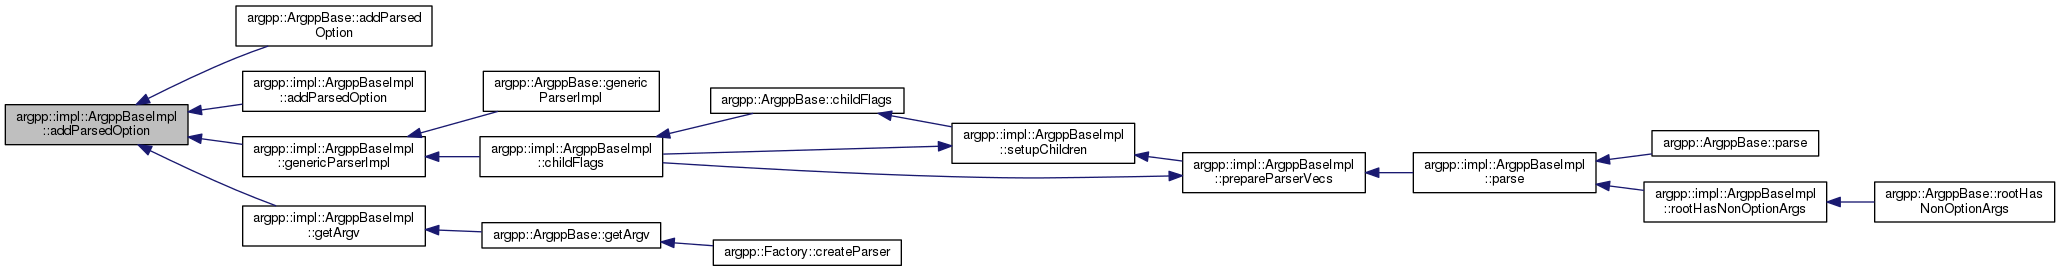 argpp::ArgppBase::addParsed
Option
argpp::impl::ArgppBaseImpl
::addParsedOption
argpp::impl::ArgppBaseImpl
::addParsedOption
argpp::impl::ArgppBaseImpl
::genericParserImpl
argpp::impl::ArgppBaseImpl
::getArgv
argpp::ArgppBase::generic
ParserImpl
argpp::impl::ArgppBaseImpl
::childFlags
argpp::ArgppBase::getArgv
argpp::ArgppBase::childFlags
argpp::Factory::createParser
argpp::impl::ArgppBaseImpl
::setupChildren
argpp::impl::ArgppBaseImpl
::prepareParserVecs
argpp::impl::ArgppBaseImpl
::parse
argpp::ArgppBase::parse
argpp::impl::ArgppBaseImpl
::rootHasNonOptionArgs
argpp::ArgppBase::rootHas
NonOptionArgs